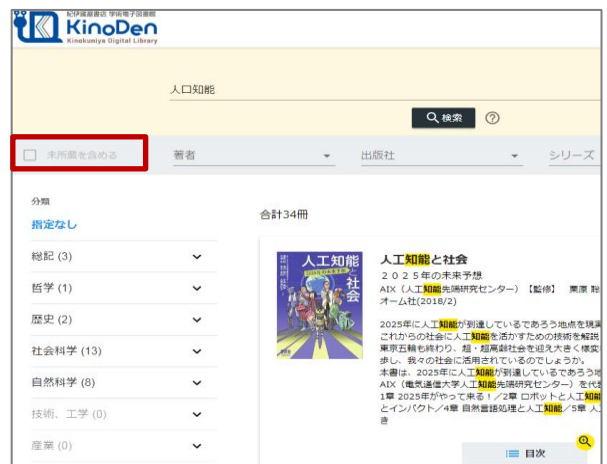 紀伊國屋書店 学術電子図書館
KinoDen
Kinokuniya Digital Library
人口知能
検索
未所蔵を含める
著者
出版社
シリーズ
分類
指定なし
合計34冊
総記 (3)
哲学 (1)
歴史 (2)
社会科学 (13)
自然科学 (8)
技術、工学 (0)
産業 (0)
人工知能
2025年の未来予想
と社会
人工知能と社会
2025年の未来予想
AIX（人工知能先端研究センター）【監修】 栗原 聡
オーム社(2018/2)
2025年に人工知能が到達しているであろう地点を現実
これからの社会に人工知能を活かすための技術を解説
東京五輪も終わり、超・超高齢社会を迎え大きく様変
歩し、我々の社会に活用されているのでしょうか。
本書は、2025年に人工知能が到達しているであろう地
AIX（電気通信大学人工知能先端研究センター）を代表
1章 2025年がやって来る！／2章 ロボットと人工知能
とインパクト／4章 自然言語処理と人工知能／5章 人
き
目次